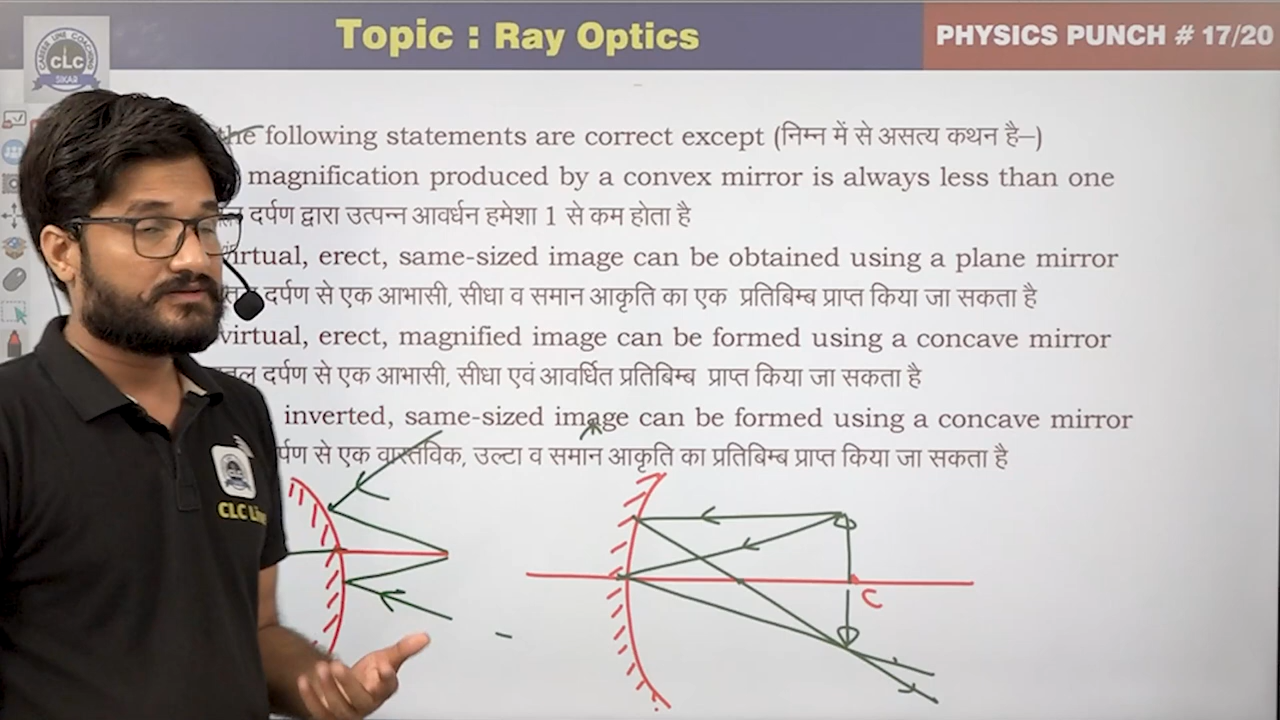 Topic : Ray Optics
PHYSICS PUNCH # 17/20
CAREER LINE COACHING
CLC
SIKAR
the following statements are correct except (निम्न में से असत्य कथन है–)
magnification produced by a convex mirror is always less than one
दर्पण द्वारा उत्पन्न आवर्धन हमेशा 1 से कम होता है
virtual, erect, same-sized image can be obtained using a plane mirror
दर्पण से एक आभासी, सीधा व समान आकृति का एक प्रतिबिम्ब प्राप्त किया जा सकता है
virtual, erect, magnified image can be formed using a concave mirror
दर्पण से एक आभासी, सीधा एवं आवर्धित प्रतिबिम्ब प्राप्त किया जा सकता है
inverted, same-sized image can be formed using a concave mirror
से एक वास्तविक, उल्टा व समान आकृति का प्रतिबिम्ब प्राप्त किया जा सकता है
C
CLC